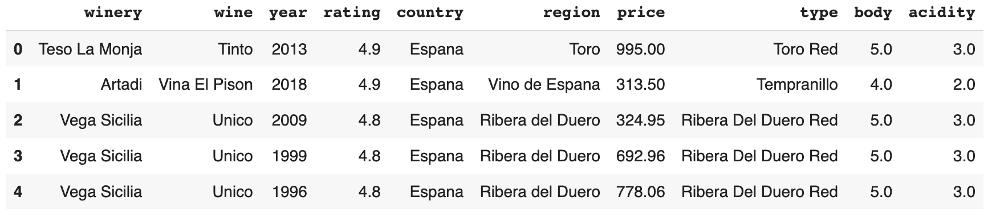 winery wine year rating country region price type body acidity
0 Teso La Monja Tinto 2013 4.9 Espana Toro 995.00 Toro Red 5.0 3.0
1 Artadi Vina El Pison 2018 4.9 Espana Vino de Espana 313.50 Tempranillo 4.0 2.0
2 Vega Sicilia Unico 2009 4.8 Espana Ribera del Duero 324.95 Ribera Del Duero Red 5.0 3.0
3 Vega Sicilia Unico 1999 4.8 Espana Ribera del Duero 692.96 Ribera Del Duero Red 5.0 3.0
4 Vega Sicilia Unico 1996 4.8 Espana Ribera del Duero 778.06 Ribera Del Duero Red 5.0 3.0